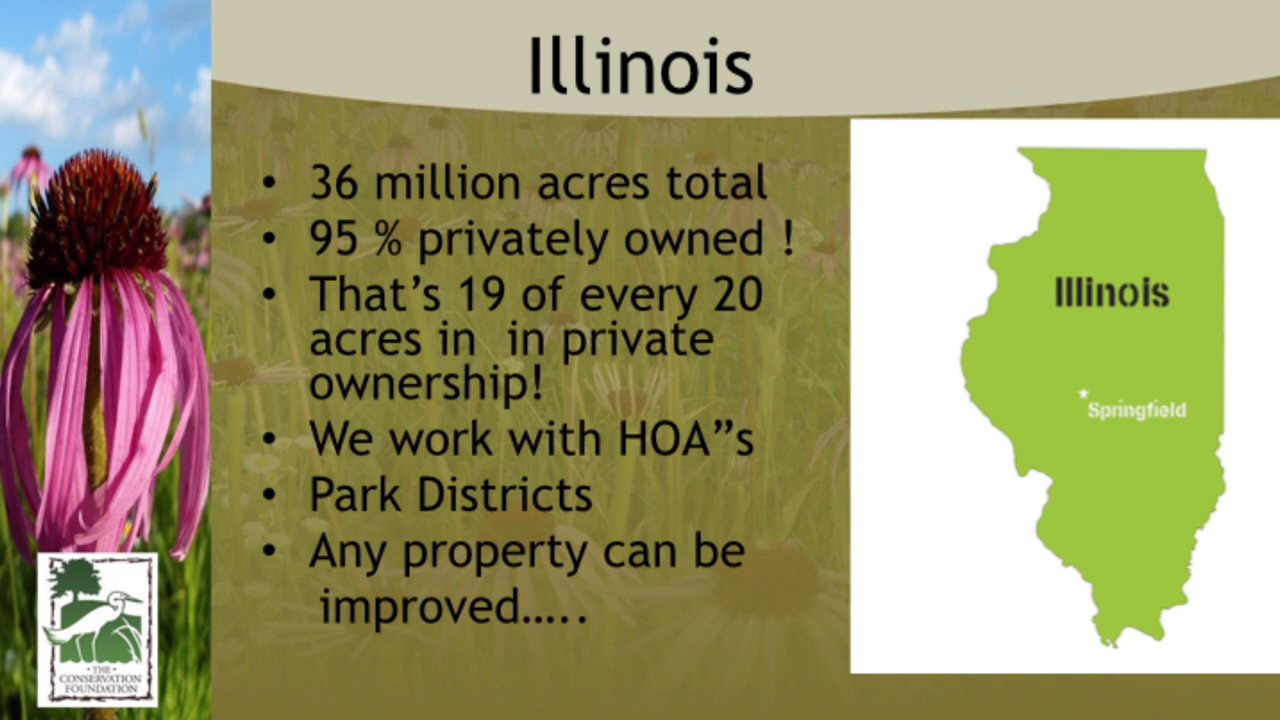 Illinois
• 36 million acres total
• 95 % privately owned !
• That’s 19 of every 20
acres in  in private
ownership!
• We work with HOA”s
• Park Districts
• Any property can be
improved…..
Illinois
Springfield
• THE •
CONSERVATION
FOUNDATION